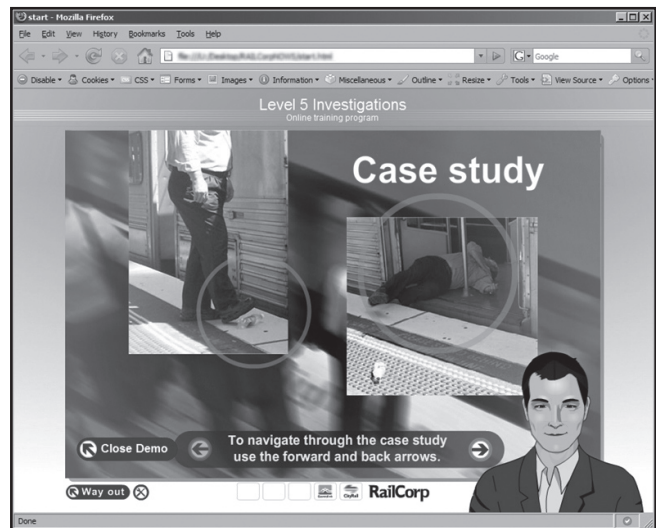 start - Mozilla Firefox
File Edit View History Bookmarks Tools Help
Google
Disable Cookies CSS Forms Images Information Miscellaneous Outline Resize Tools View Source Options
Level 5 Investigations
Online training program
Case study
Close Demo
To navigate through the case study
use the forward and back arrows.
Way out
CityRail
RailCorp
Done